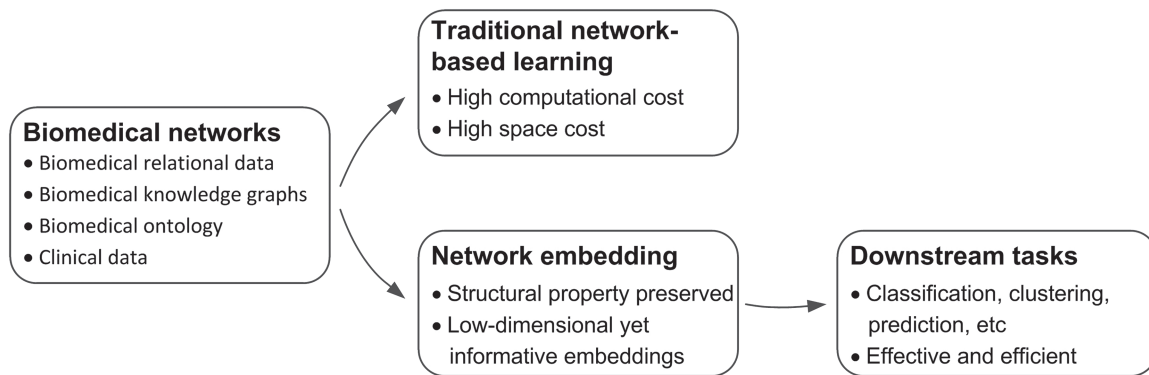 Traditional network-
based learning
• High computational cost
• High space cost
Biomedical networks
• Biomedical relational data
• Biomedical knowledge graphs
• Biomedical ontology
• Clinical data
Network embedding
• Structural property preserved
• Low-dimensional yet
informative embeddings
Downstream tasks
• Classification, clustering,
prediction, etc
• Effective and efficient